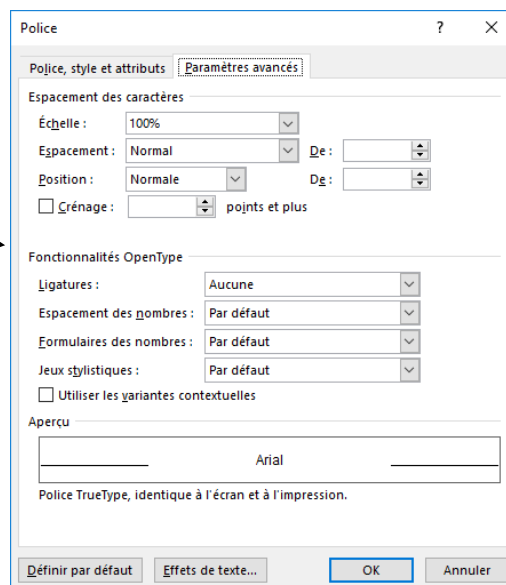 Police
?
Police, style et attributs
Paramètres avancés
Espacement des caractères
Échelle : 100%
Espacement : Normal De :
Position : Normale De :
Crénage : points et plus
Fonctionnalités OpenType
Ligatures : Aucune
Espacement des nombres : Par défaut
Formulaires des nombres : Par défaut
Jeux stylistiques : Par défaut
Utiliser les variantes contextuelles
Aperçu
Arial
Police TrueType, identique à l'écran et à l'impression.
Définir par défaut Effets de texte... OK Annuler